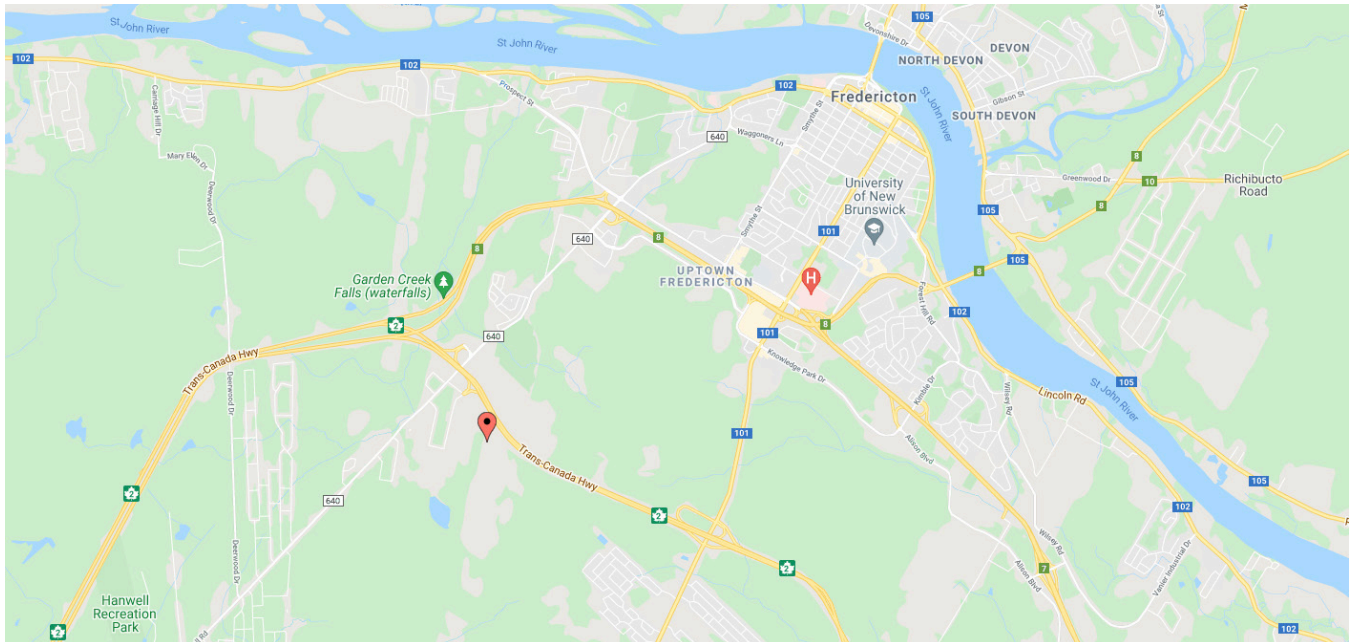 St John River
St John River
105
Devonshire Dr
DEVON
NORTH DEVON
102
102
102
Prospect St
Smythe St
Fredericton
Gibson St
SOUTH DEVON
Carriage Hill Dr
640
Waggoners Ln
St John River
8
Mary Ellen Dr
Deerwood Dr
Greenwood Dr
10
Richibucto
Road
University
of New
Brunswick
8
105
Smythe St
101
640
8
8
UPTOWN
FREDERICTON
H
105
8
Garden Creek
Falls (waterfalls)
Forest Hill Rd
102
2
8
101
640
Trans-Canada Hwy
Knowledge Park Dr
Kimble Dr
Wilsey Rd
Lincoln Rd
St John River
105
Deerwood Dr
101
Alison Blvd
Trans-Canada Hwy
105
2
640
2
102
Wilsey Rd
Deerwood Dr
2
Alison Blvd
7
Vanier Industrial Dr
Hanwell
Recreation
Park
2
102